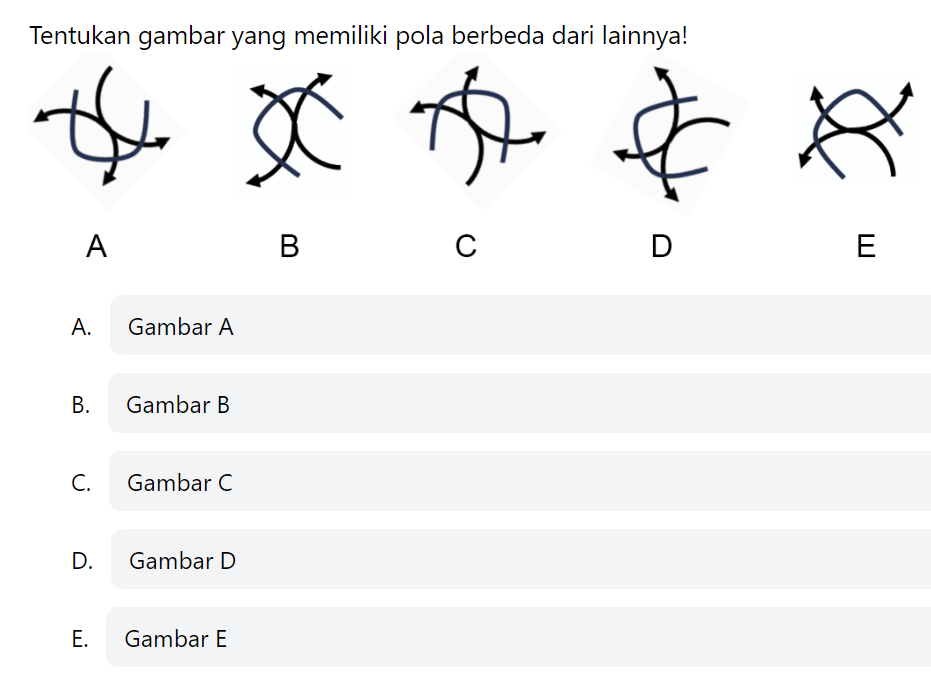 Tentukan gambar yang memiliki pola berbeda dari lainnya!
A B C D E
A. Gambar A
B. Gambar B
C. Gambar C
D. Gambar D
E. Gambar E